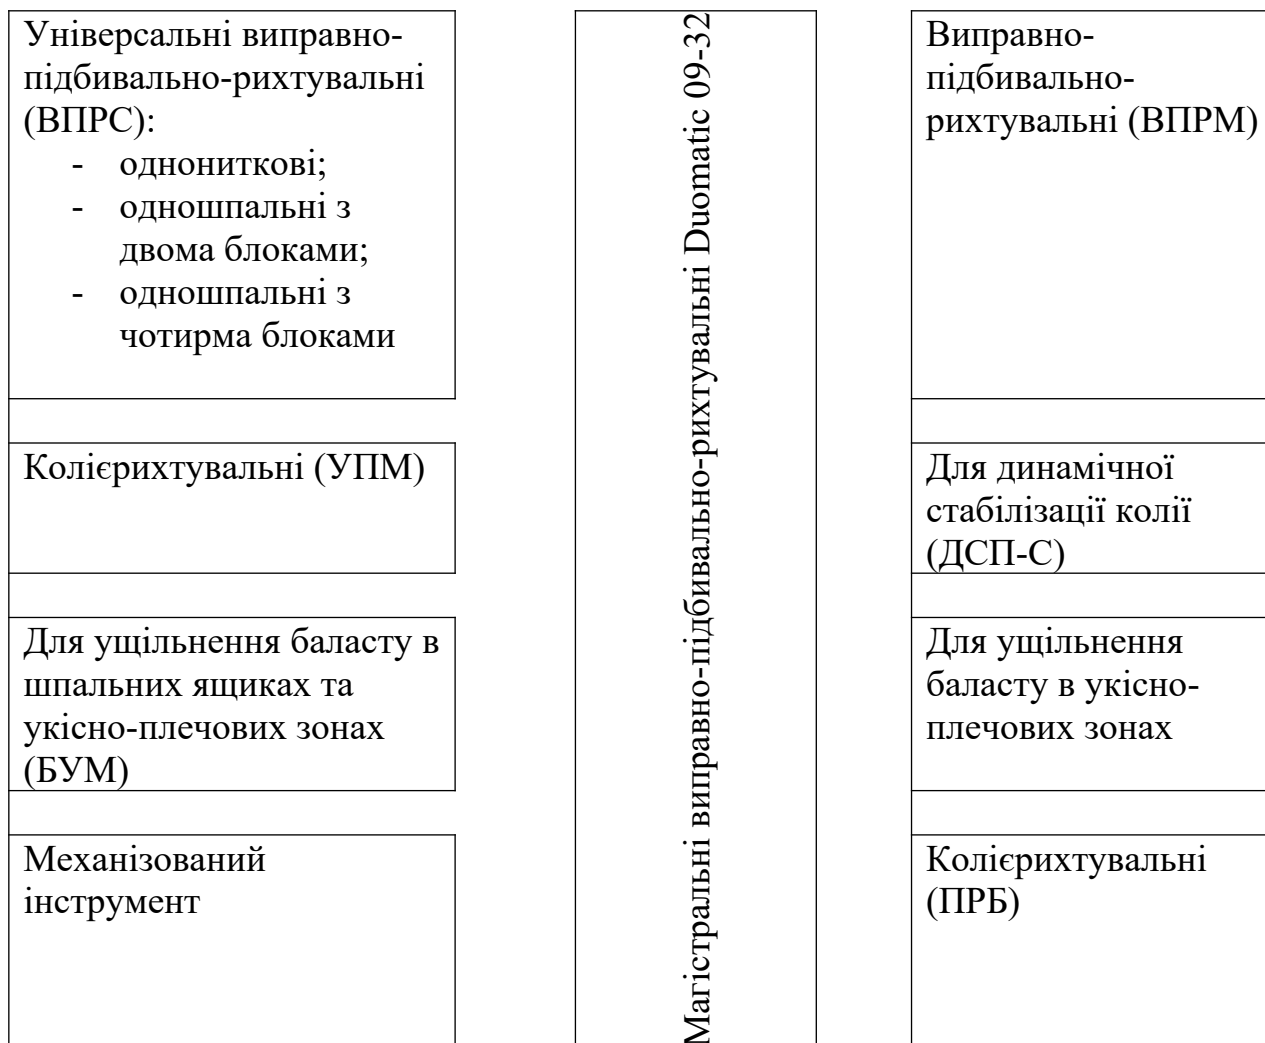 Універсальні виправно-
підбивально-рихтувальні
(ВПРС):
- однониткові;
- одношпальні з
двома блоками;
- одношпальні з
чотирма блоками
Колієрихтувальні (УПМ)
Для ущільнення баласту в
шпальних ящиках та
укісно-плечових зонах
(БУМ)
Механізований
інструмент
Магістральні виправно-підбивально-рихтувальні Duomatic 09-32
Виправно-
підбивально-
рихтувальні (ВПРМ)
Для динамічної
стабілізації колії
(ДСП-С)
Для ущільнення
баласту в укісно-
плечових зонах
Колієрихтувальні
(ПРБ)